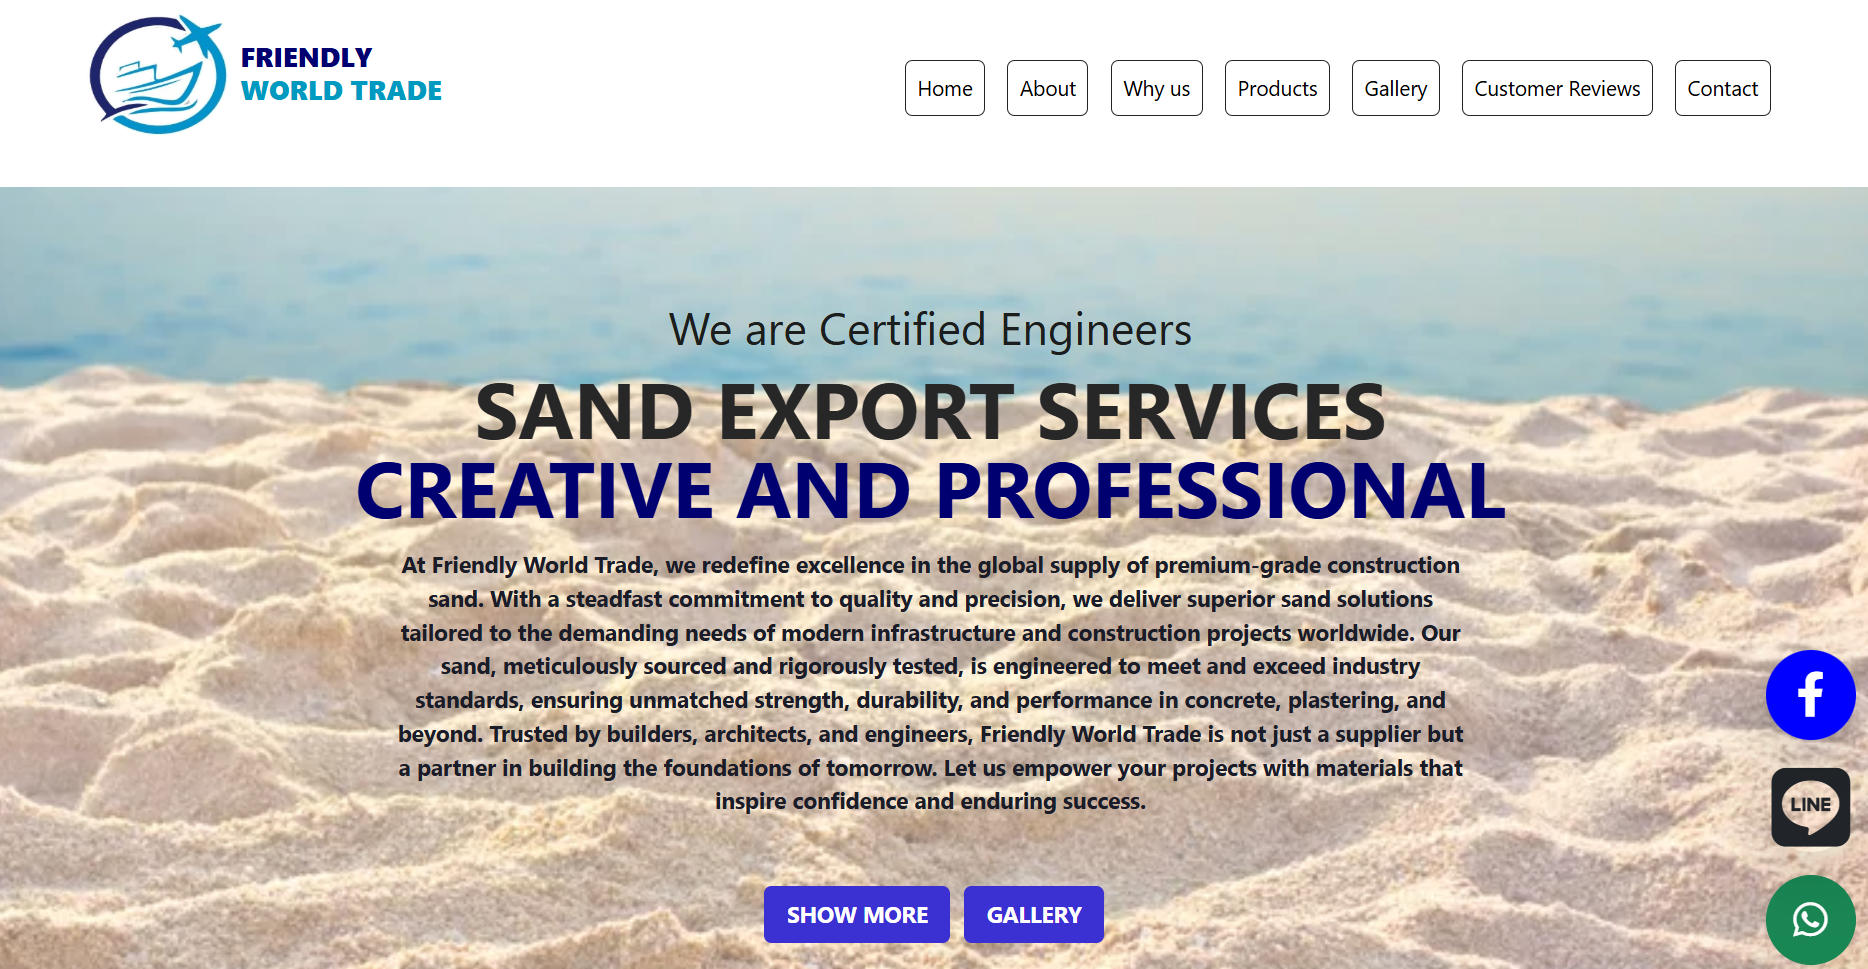 FRIENDLY
WORLD TRADE
Home
About
Why us
Products
Gallery
Customer Reviews
Contact
We are Certified Engineers
SAND EXPORT SERVICES
CREATIVE AND PROFESSIONAL
At Friendly World Trade, we redefine excellence in the global supply of premium-grade construction
sand. With a steadfast commitment to quality and precision, we deliver superior sand solutions
tailored to the demanding needs of modern infrastructure and construction projects worldwide. Our
sand, meticulously sourced and rigorously tested, is engineered to meet and exceed industry
standards, ensuring unmatched strength, durability, and performance in concrete, plastering, and
beyond. Trusted by builders, architects, and engineers, Friendly World Trade is not just a supplier but
a partner in building the foundations of tomorrow. Let us empower your projects with materials that
inspire confidence and enduring success.
LINE
SHOW MORE
GALLERY